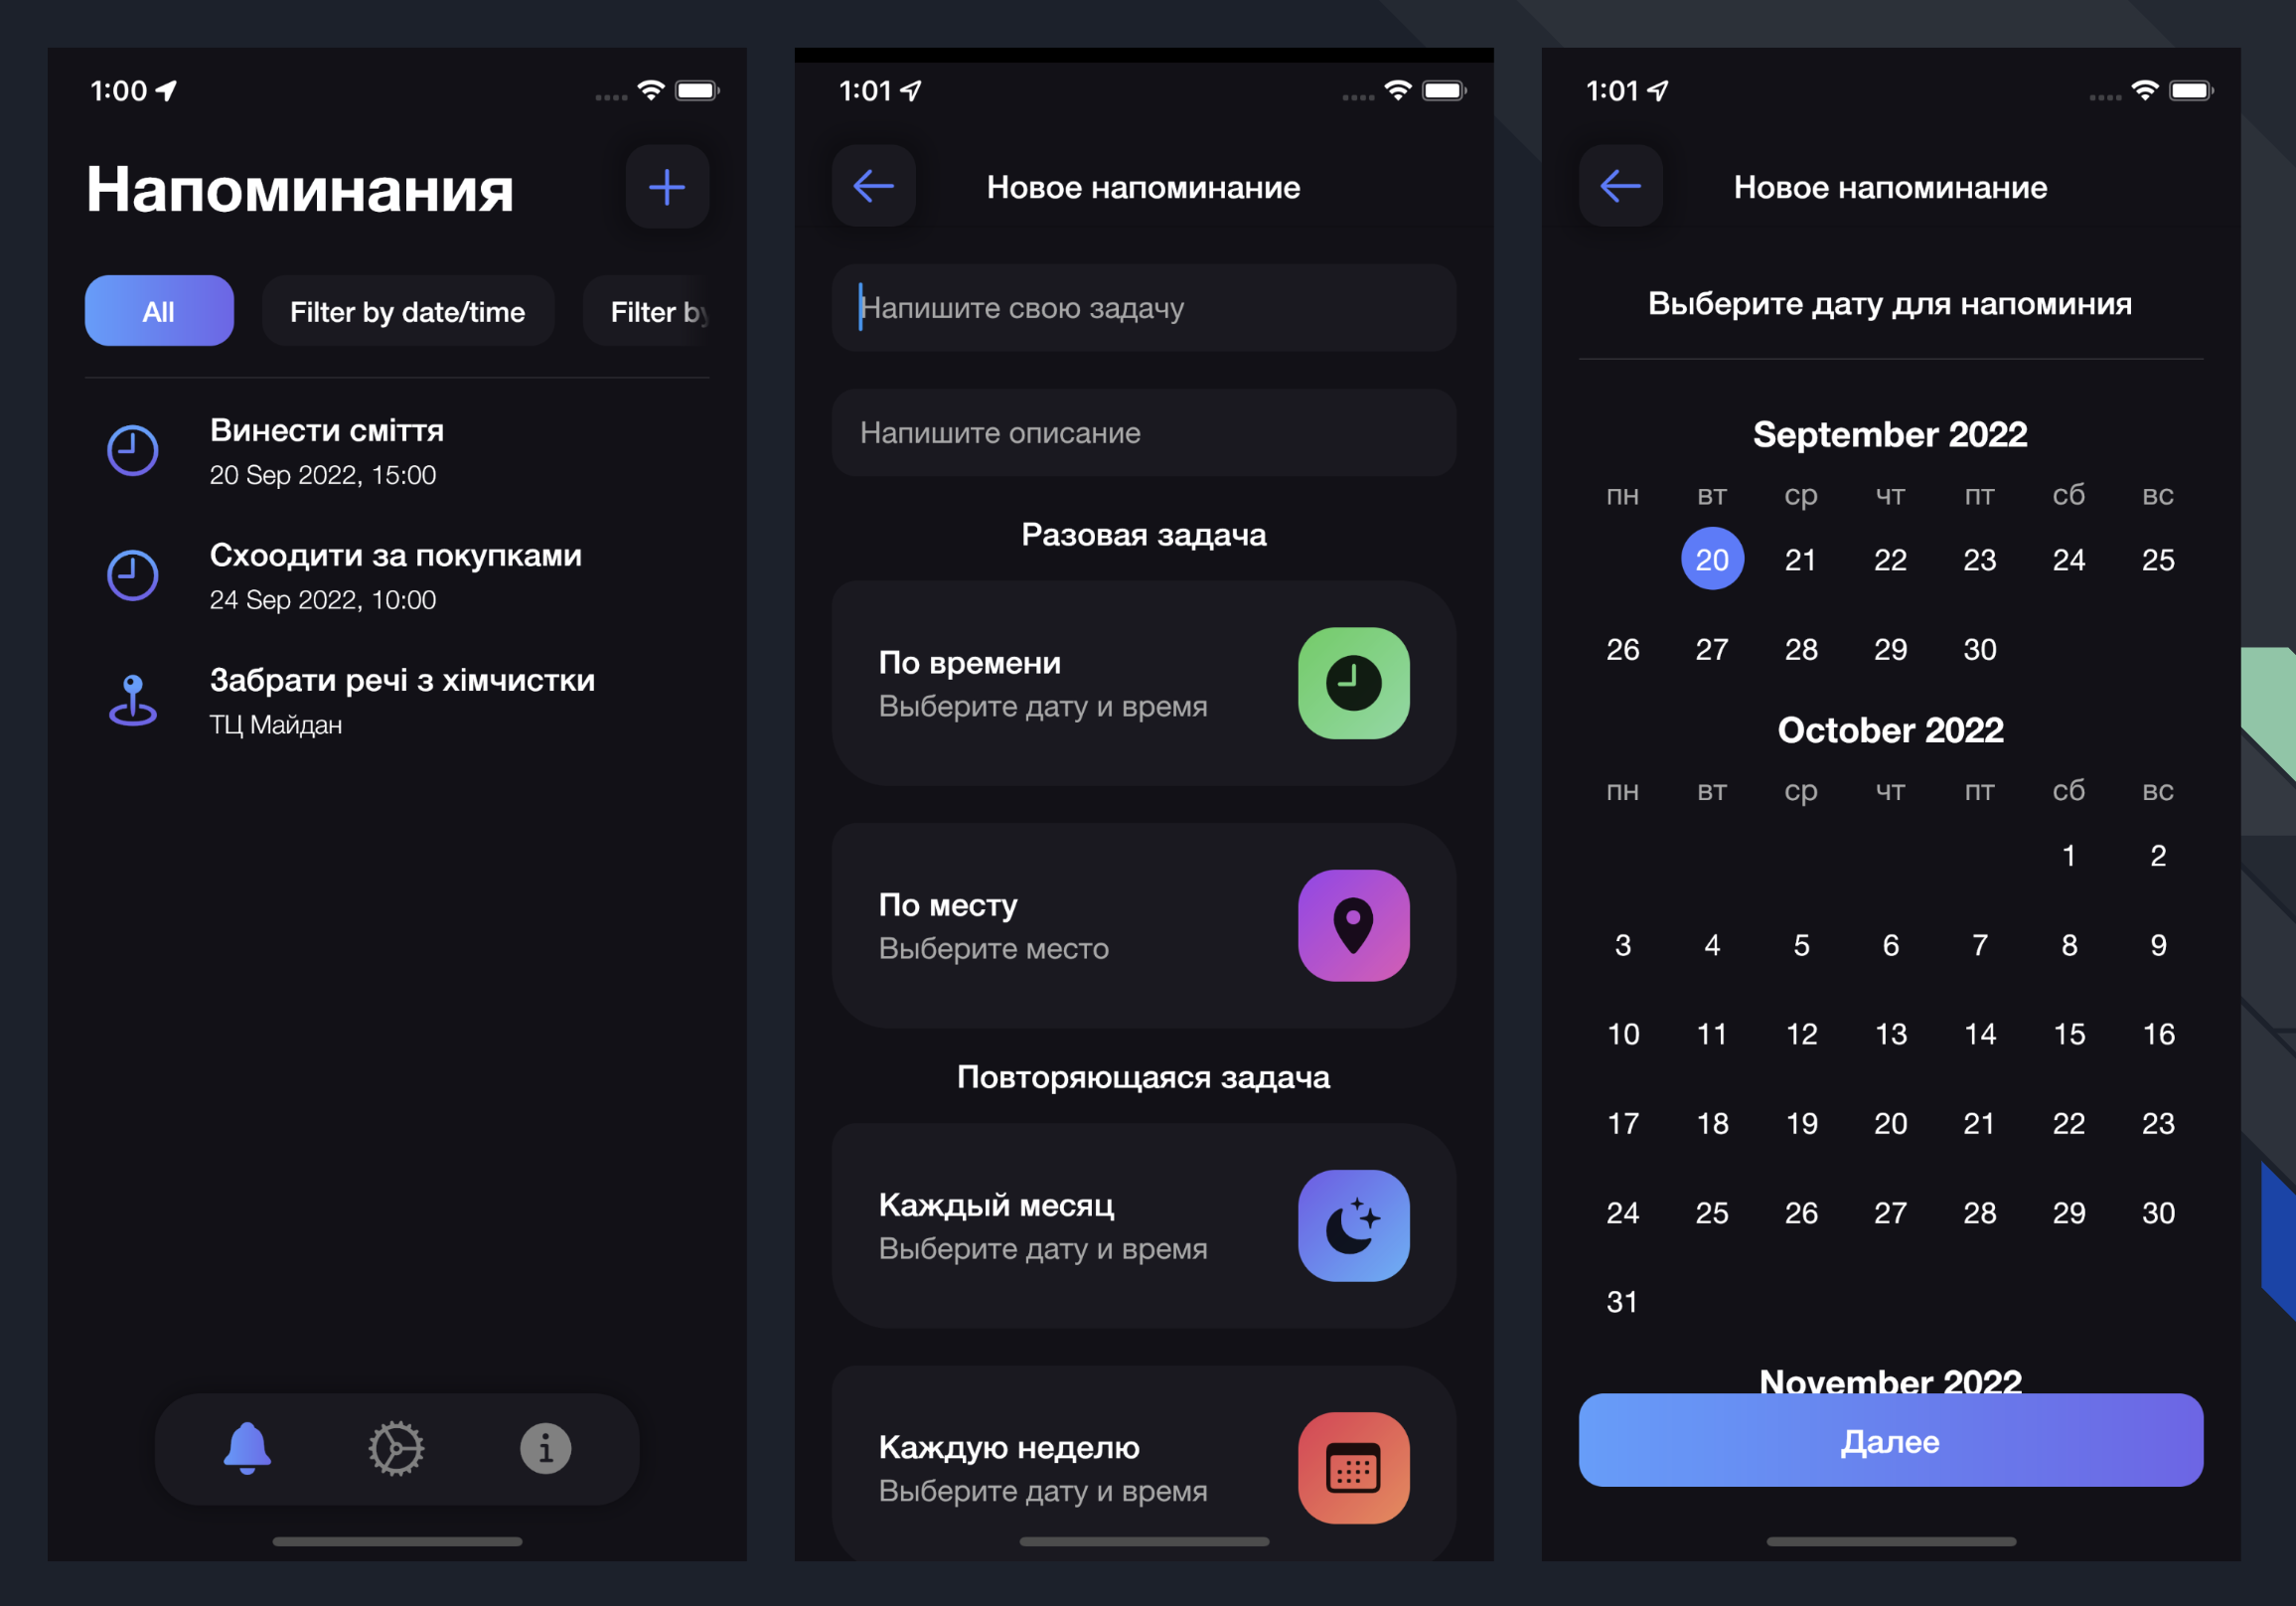 1:00
Напоминания
All
Filter by date/time
Filter by
Винести сміття
20 Sep 2022, 15:00
Схоодити за покупками
24 Sep 2022, 10:00
Забрати речі з хімчистки
ТЦ Майдан
1:01
Новое напоминание
Напишите свою задачу
Напишите описание
Разовая задача
По времени
Выберите дату и время
По месту
Выберите место
Повторяющаяся задача
Каждый месяц
Выберите дату и время
Каждую неделю
Выберите дату и время
1:01
Новое напоминание
Выберите дату для напоминия
September 2022
пн вт ср чт пт сб вс
20 21 22 23 24 25
26 27 28 29 30
October 2022
пн вт ср чт пт сб вс
1 2
3 4 5 6 7 8 9
10 11 12 13 14 15 16
17 18 19 20 21 22 23
24 25 26 27 28 29 30
31
November 2022
Далее